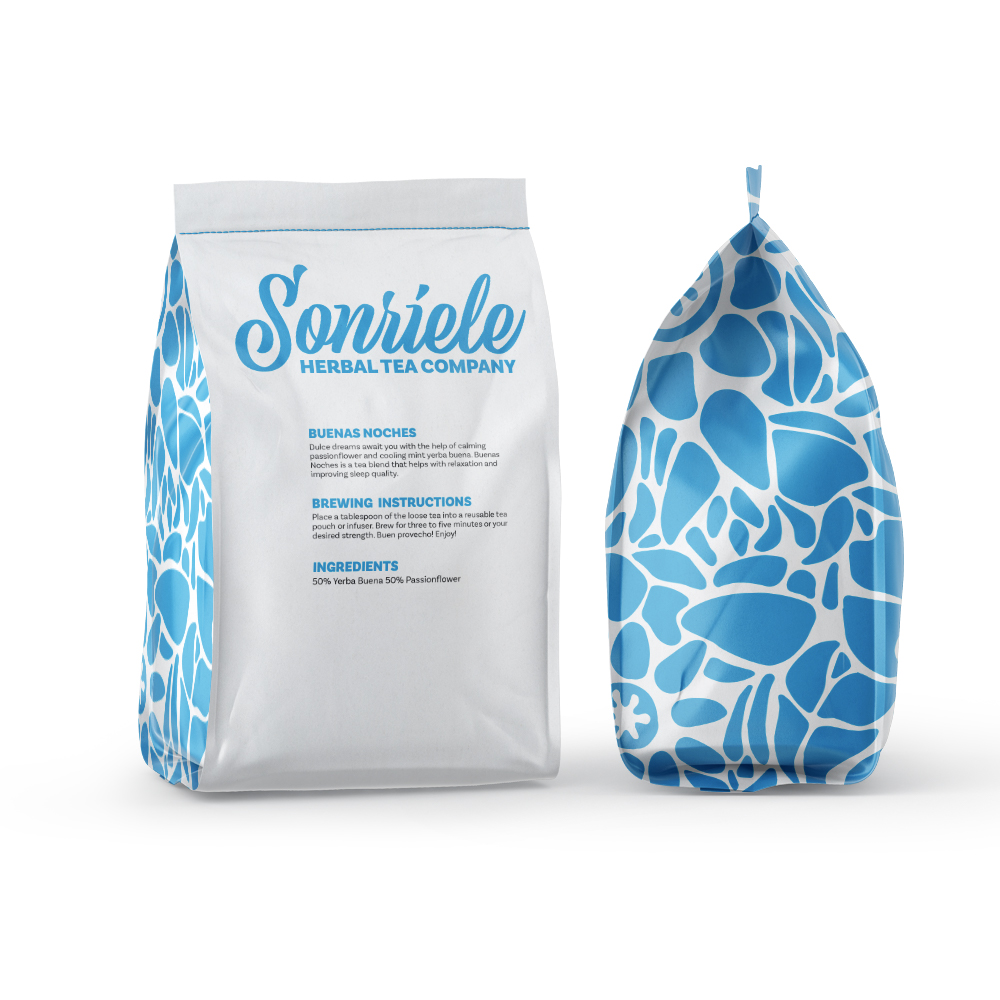 Sonríele
HERBAL TEA COMPANY
BUENAS NOCHES
Dulce dreams await you with the help of calming
passionflower and cooling mint yerba buena. Buenas
Noches is a tea blend that helps with relaxation and
improving sleep quality.
BREWING INSTRUCTIONS
Place a tablespoon of the loose tea into a reusable tea
pouch or infuser. Brew for three to five minutes or your
desired strength. Buen provecho! Enjoy!
INGREDIENTS
50% Yerba Buena 50% Passionflower